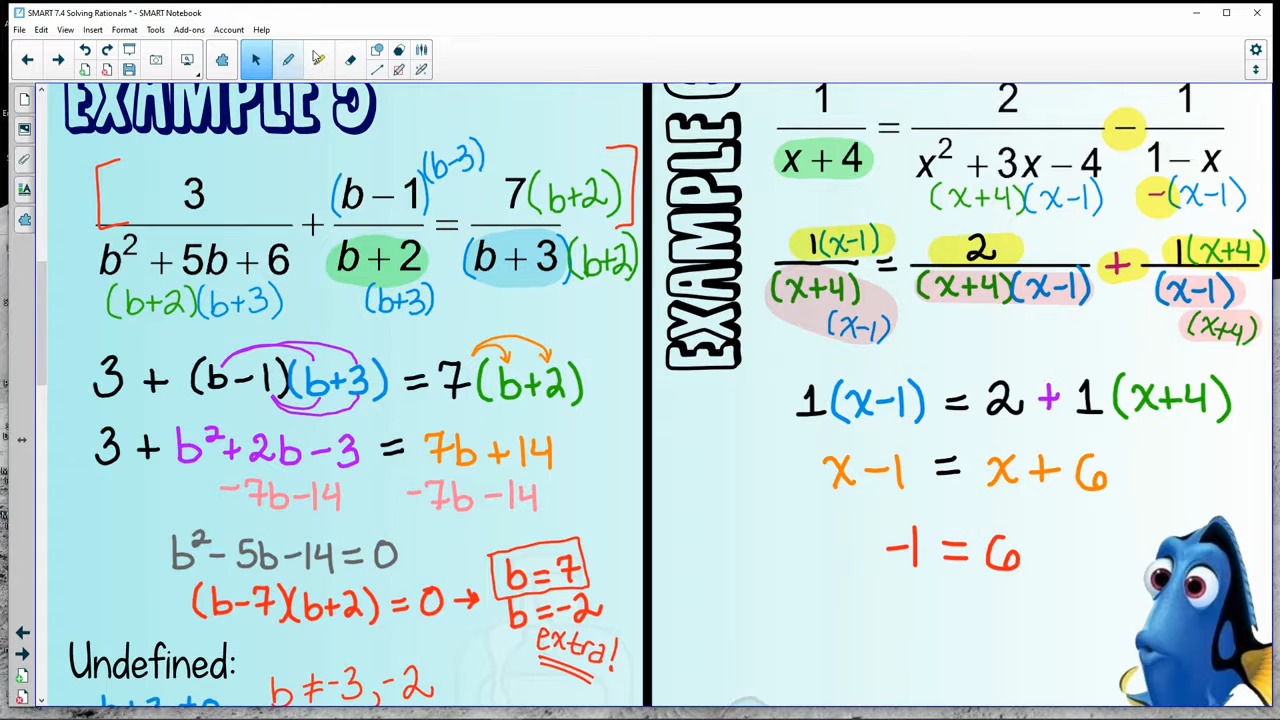 SMART 7.4 Solving Rationals * - SMART Notebook
File Edit View Insert Format Tools Add-ons Help
EXAMPLE 5
[ 3 / (b² + 5b + 6) + (b − 1)(b-3) / (b + 2) = 7(b+2) / (b + 3)(b+2) ]
(b+2)(b+3) (b+3)
3 + (b-1)(b+3) = 7(b+2)
3 + b²+2b-3 = 7b+14
-7b-14 -7b-14
b²-5b-14=0
(b-7)(b+2)=0 → b=7
b=-2
extra!
Undefined:
b≠-3,-2
EXAMPLE
1 / (x + 4) = 2 / (x² + 3x − 4) − 1 / (1 − x)
(x+4)(x-1) -(x-1)
1(x-1) / (x+4) = 2 / (x+4)(x-1) + 1(x+4) / (x-1)
(x-1) (x+4)
1(x-1) = 2 + 1(x+4)
x-1 = x+6
-1 = 6